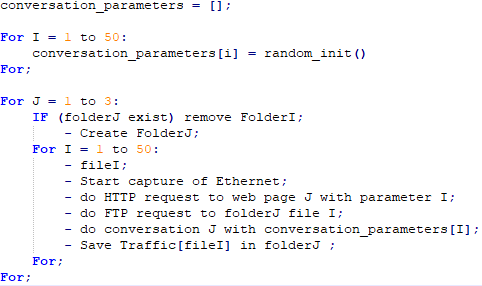 conversation_parameters = [];
For I = 1 to 50:
conversation_parameters[i] = random_init()
For;
For J = 1 to 3:
IF (folderJ exist) remove FolderI;
- Create FolderJ;
For I = 1 to 50:
- fileI;
- Start capture of Ethernet;
- do HTTP request to web page J with parameter I;
- do FTP request to folderJ file I;
- do conversation J with conversation_parameters[I];
- Save Traffic[fileI] in folderJ ;
For;
For;